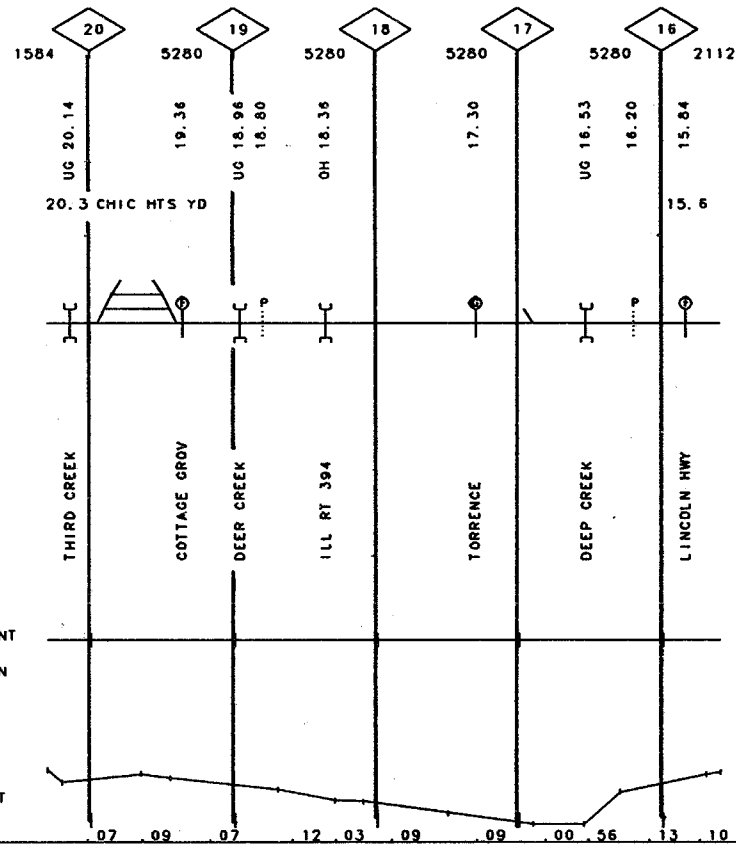 20 19 18 17 16
1584 5280 5280 5280 5280 2112
UG 20.14
19.36
UG 18.96
18.80
OH 18.36
17.30
UG 16.53
16.20
15.84
20.3 CHIC HTS YD
15.6
F P G P F
THIRD CREEK
COTTAGE GROV
DEER CREEK
ILL RT 394
TORRENCE
DEEP CREEK
LINCOLN HWY
NT
N
T
07 09 07 12 03 09 09 00 56 13 10